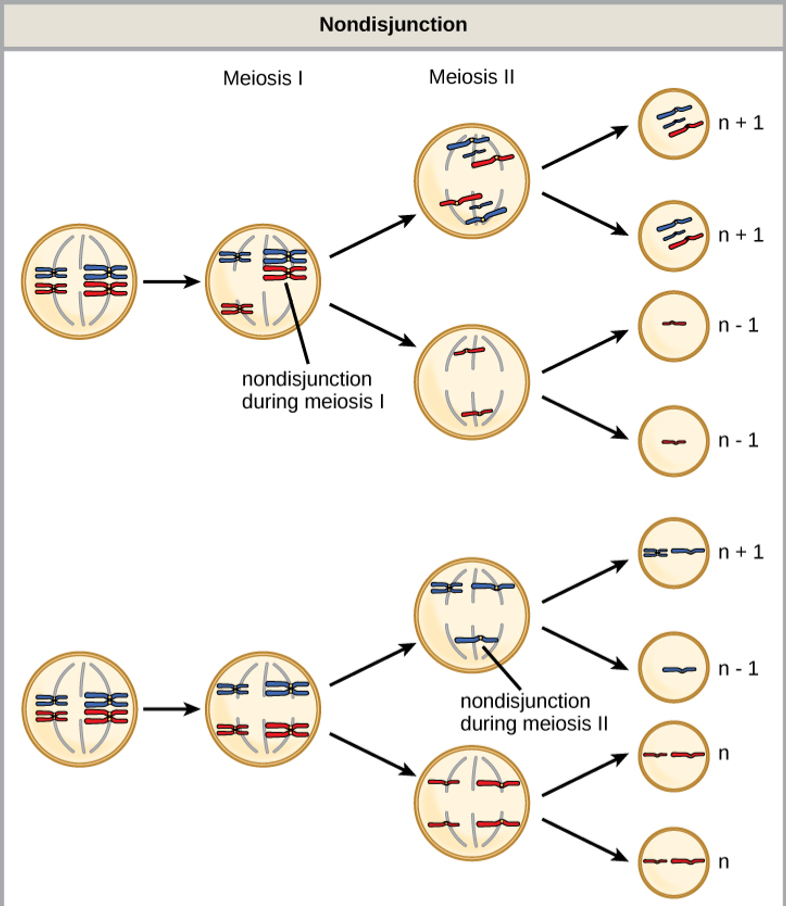 Nondisjunction
Meiosis I
Meiosis II
n + 1
n + 1
n - 1
n - 1
nondisjunction
during meiosis I
n + 1
n - 1
nondisjunction
during meiosis II
n
n